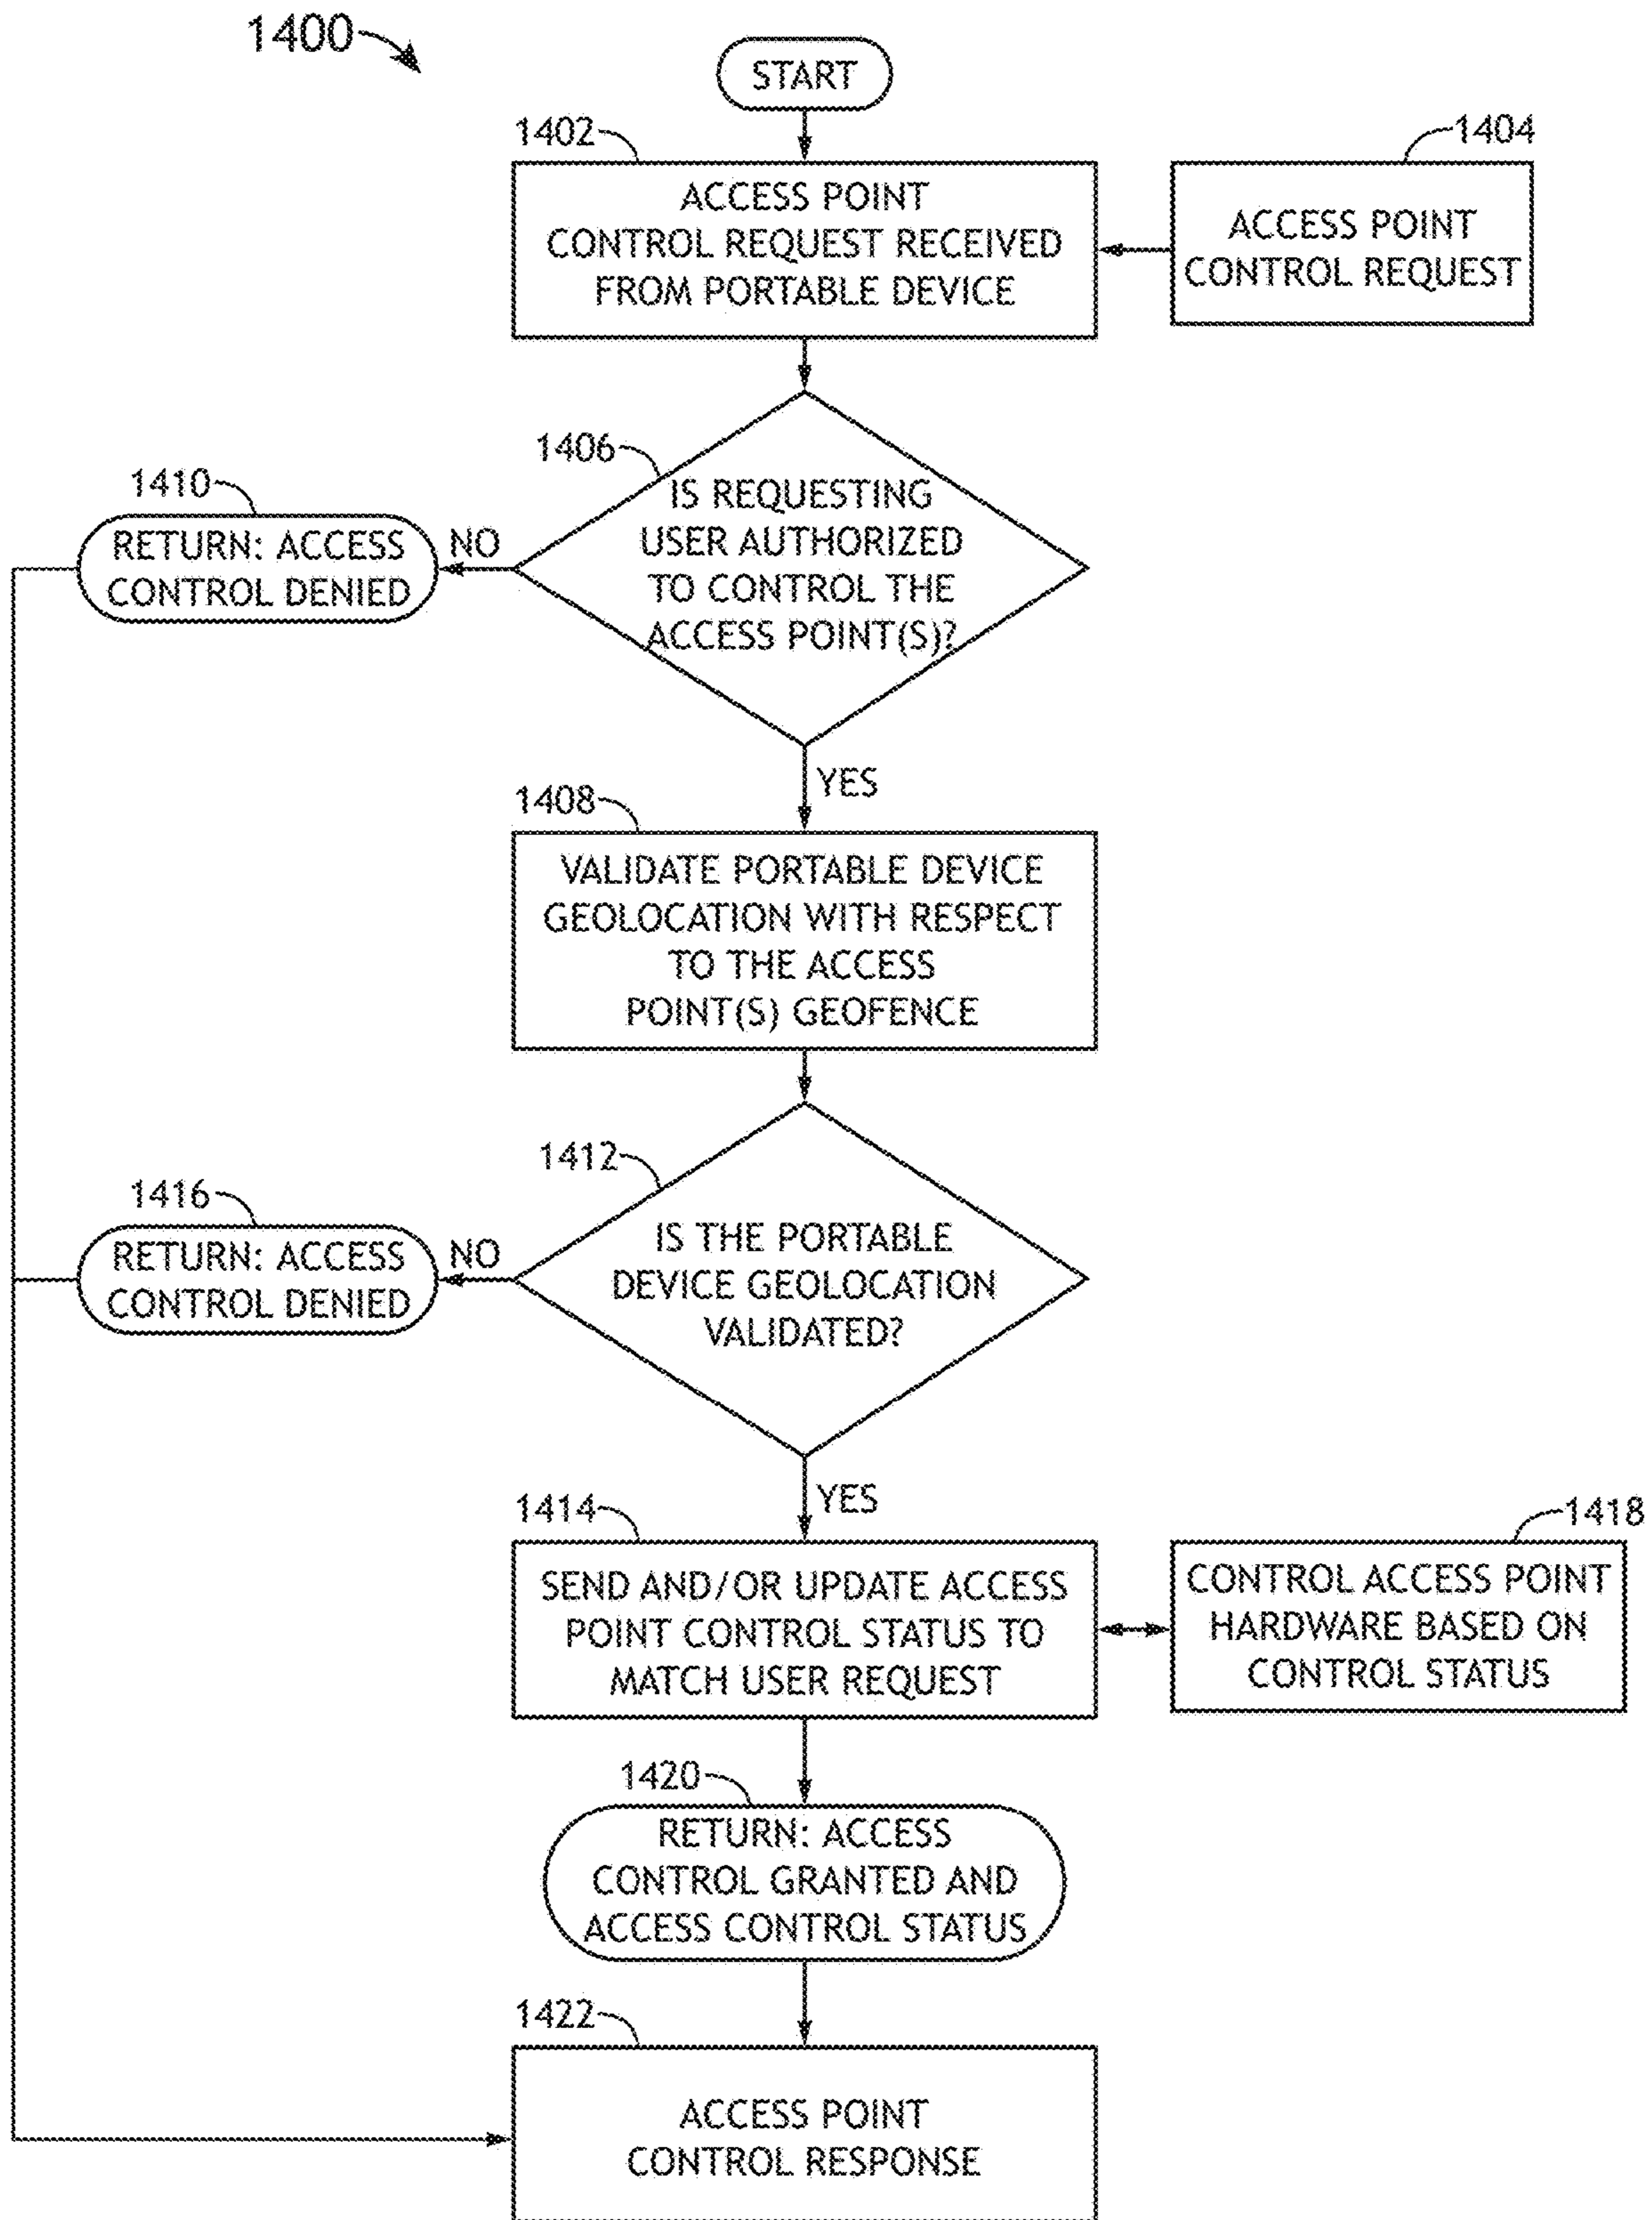 1400
START
1402
ACCESS POINT
CONTROL REQUEST RECEIVED
FROM PORTABLE DEVICE
1404
ACCESS POINT
CONTROL REQUEST
1406
IS REQUESTING
USER AUTHORIZED
TO CONTROL THE
ACCESS POINT(S)?
NO
1410
RETURN: ACCESS
CONTROL DENIED
YES
1408
VALIDATE PORTABLE DEVICE
GEOLOCATION WITH RESPECT
TO THE ACCESS
POINT(S) GEOFENCE
1412
IS THE PORTABLE
DEVICE GEOLOCATION
VALIDATED?
NO
1416
RETURN: ACCESS
CONTROL DENIED
YES
1414
SEND AND/OR UPDATE ACCESS
POINT CONTROL STATUS TO
MATCH USER REQUEST
1418
CONTROL ACCESS POINT
HARDWARE BASED ON
CONTROL STATUS
1420
RETURN: ACCESS
CONTROL GRANTED AND
ACCESS CONTROL STATUS
1422
ACCESS POINT
CONTROL RESPONSE